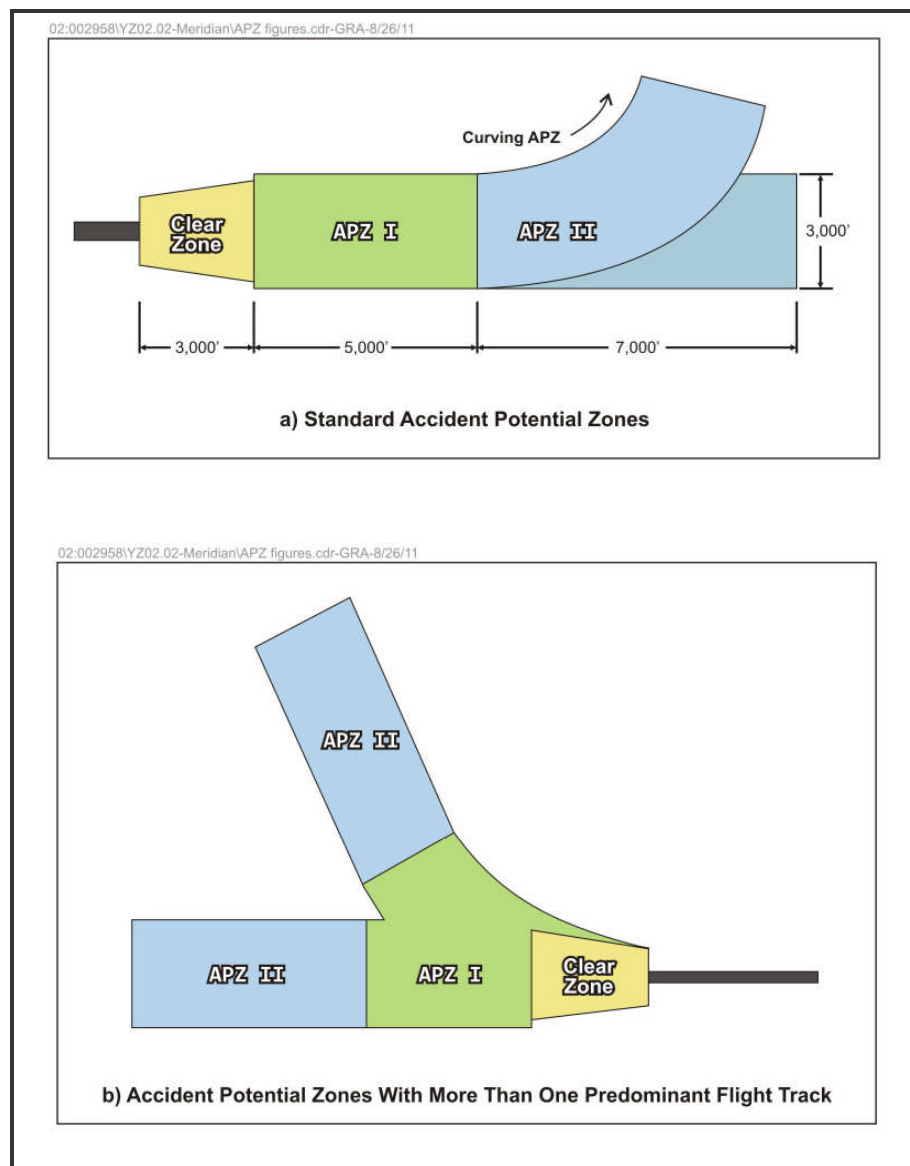 02:002958\YZ02.02-Meridian\APZ figures.cdr-GRA-8/26/11
Curving APZ
Clear
Zone
APZ I
APZ II
3,000'
3,000'
5,000'
7,000'
a) Standard Accident Potential Zones
02:002958\YZ02.02-Meridian\APZ figures.cdr-GRA-8/26/11
APZ II
APZ II
APZ I
Clear
Zone
b) Accident Potential Zones With More Than One Predominant Flight Track